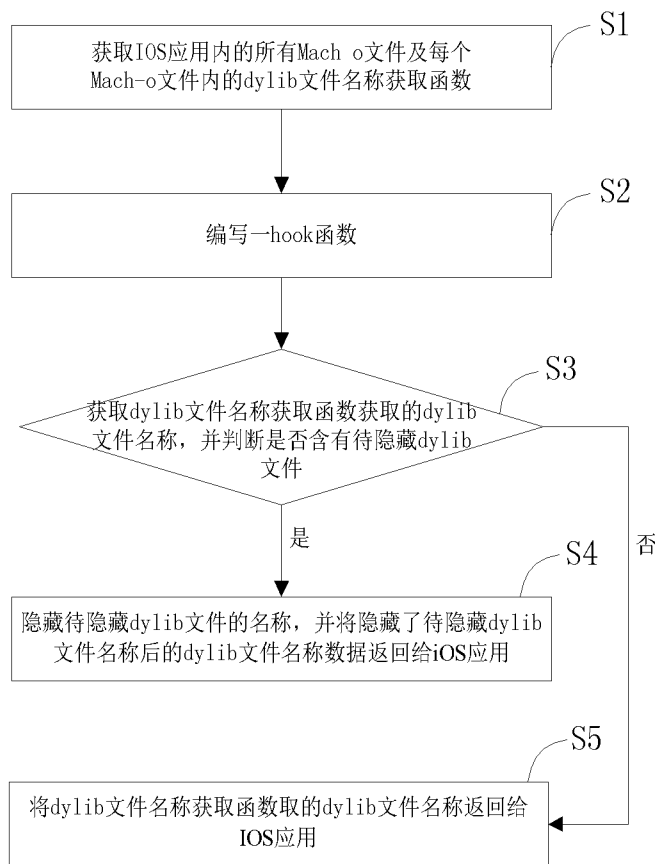 S1
获取IOS应用内的所有Mach o文件及每个
Mach-o文件内的dylib文件名称获取函数
S2
编写一hook函数
S3
获取dylib文件名称获取函数获取的dylib
文件名称，并判断是否含有待隐藏dylib
文件
是
否
S4
隐藏待隐藏dylib文件的名称，并将隐藏了待隐藏dylib
文件名称后的dylib文件名称数据返回给iOS应用
S5
将dylib文件名称获取函数取的dylib文件名称返回给
IOS应用